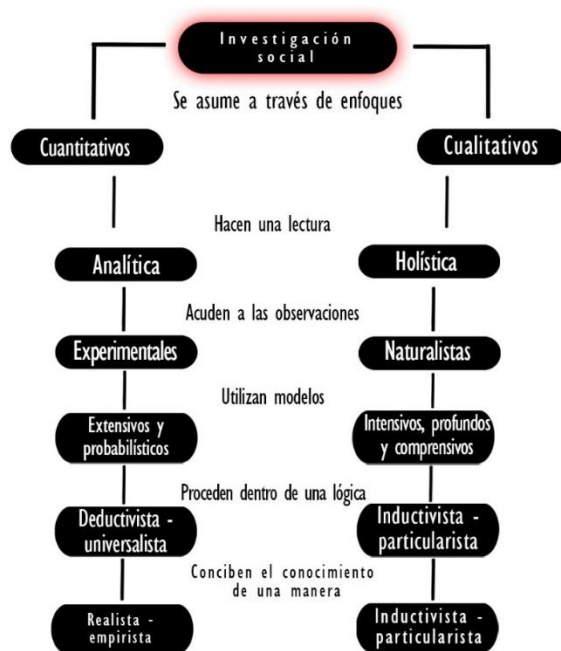 Investigación
social
Se asume a través de enfoques
Cuantitativos
Cualitativos
Hacen una lectura
Analítica
Holística
Acuden a las observaciones
Experimentales
Naturalistas
Utilizan modelos
Extensivos y
probabilísticos
Intensivos, profundos
y comprensivos
Proceden dentro de una lógica
Deductivista -
universalista
Inductivista -
particularista
Conciben el conocimiento
de una manera
Realista -
empirista
Inductivista -
particularista